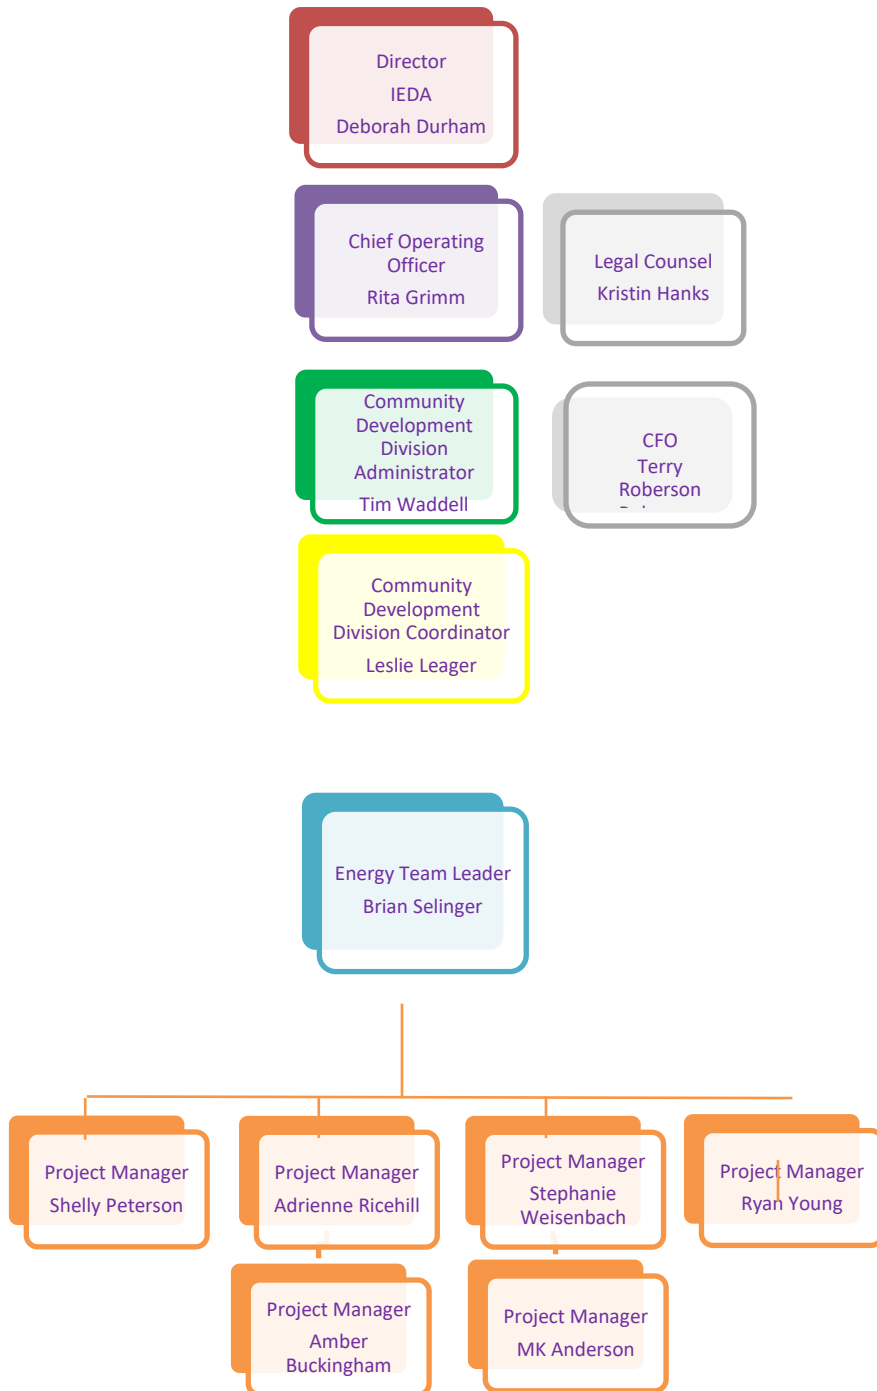 Director
IEDA
Deborah Durham
Chief Operating
Officer
Rita Grimm
Legal Counsel
Kristin Hanks
Community
Development
Division
Administrator
Tim Waddell
CFO
Terry
Roberson
Community
Development
Division Coordinator
Leslie Leager
Energy Team Leader
Brian Selinger
Project Manager
Shelly Peterson
Project Manager
Adrienne Ricehill
Project Manager
Stephanie
Weisenbach
Project Manager
Ryan Young
Project Manager
Amber
Buckingham
Project Manager
MK Anderson